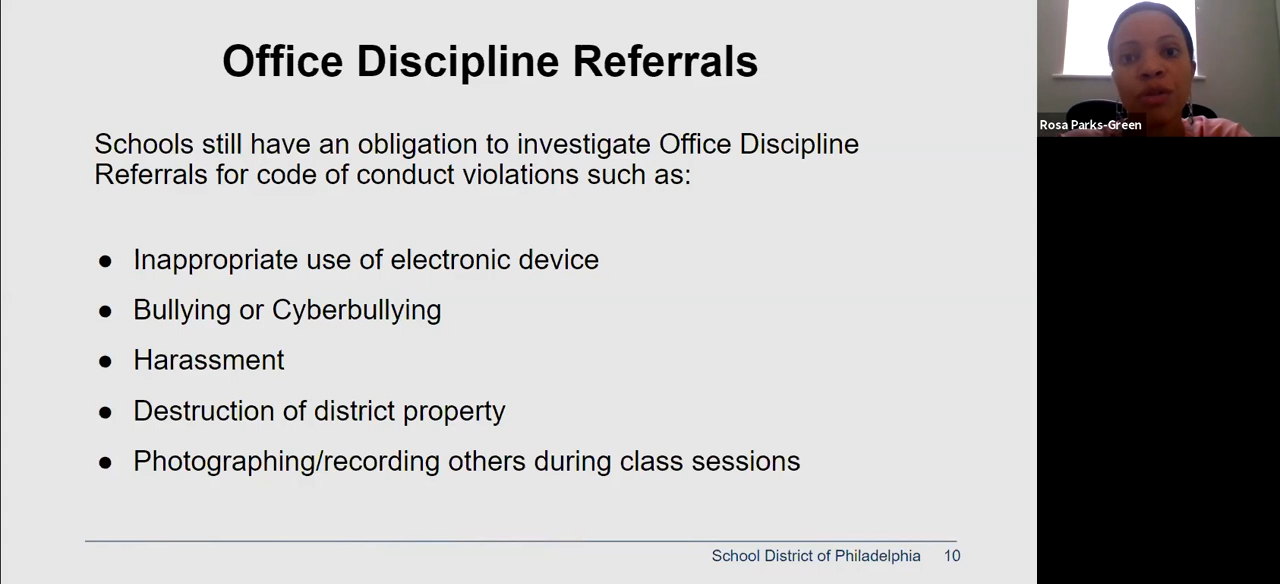 Office Discipline Referrals
Schools still have an obligation to investigate Office Discipline
Referrals for code of conduct violations such as:
● Inappropriate use of electronic device
● Bullying or Cyberbullying
● Harassment
● Destruction of district property
● Photographing/recording others during class sessions
School District of Philadelphia 10
Rosa Parks-Green